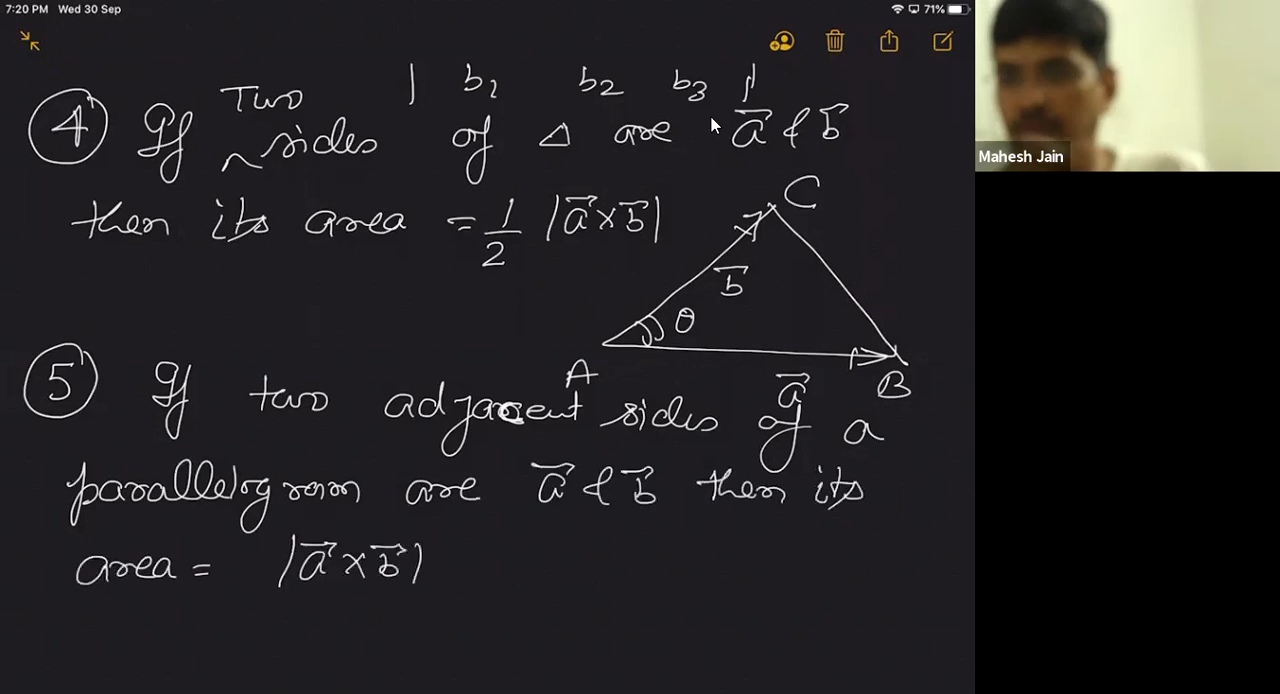 7:20 PM Wed 30 Sep
71%
| b₁ b₂ b₃ |
④ If Two sides of △ are a⃗ & b⃗
then its area = 1/2 |a⃗ × b⃗|
C
b⃗
θ
A
B
a⃗
⑤ If two adjacent sides of a
parallelogram are a⃗ & b⃗ then its
area = |a⃗ × b⃗|
Mahesh Jain